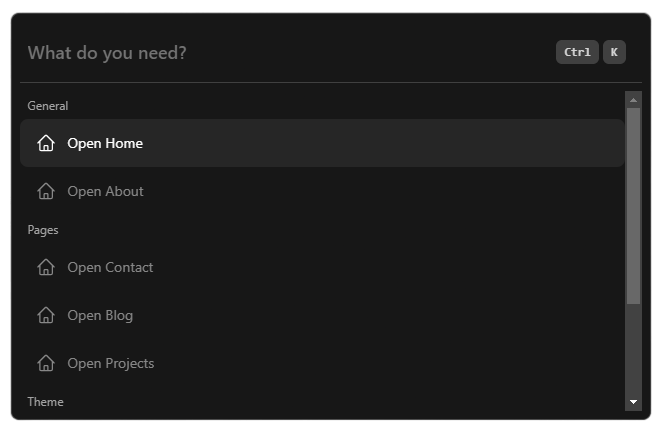 What do you need? Ctrl K
General
Open Home
Open About
Pages
Open Contact
Open Blog
Open Projects
Theme